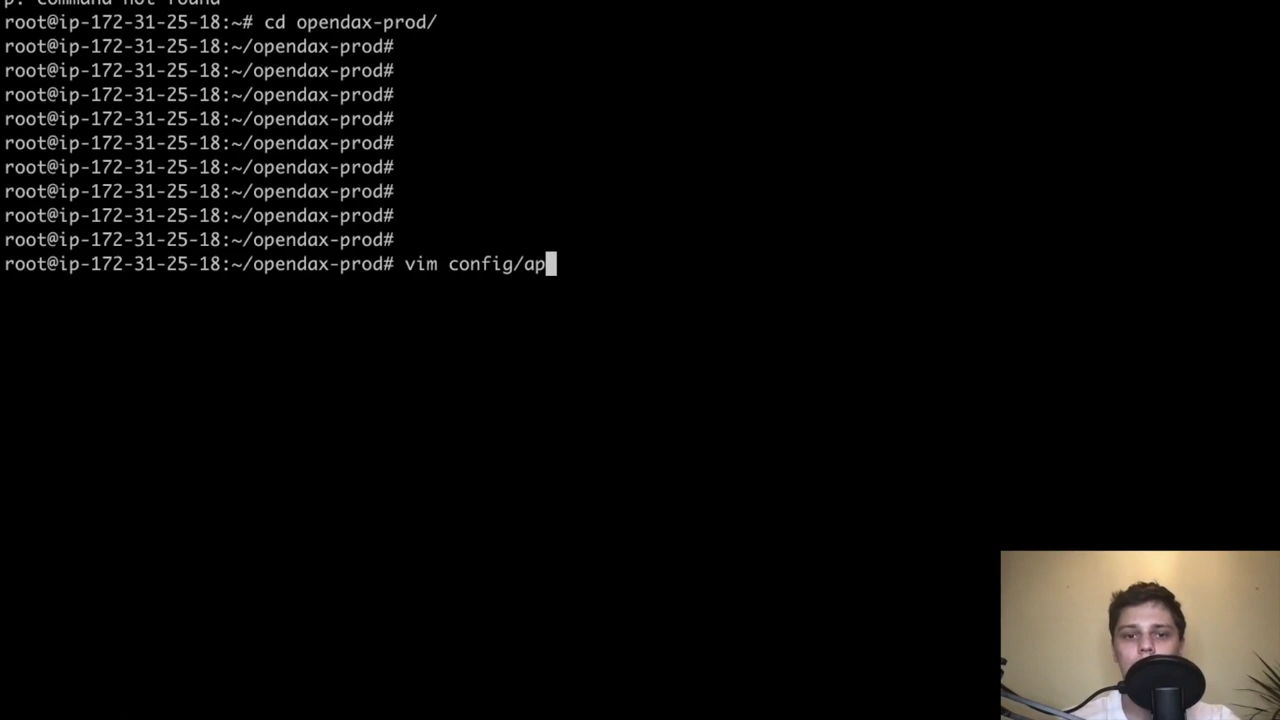 p: command not found
root@ip-172-31-25-18:~# cd opendax-prod/
root@ip-172-31-25-18:~/opendax-prod#
root@ip-172-31-25-18:~/opendax-prod#
root@ip-172-31-25-18:~/opendax-prod#
root@ip-172-31-25-18:~/opendax-prod#
root@ip-172-31-25-18:~/opendax-prod#
root@ip-172-31-25-18:~/opendax-prod#
root@ip-172-31-25-18:~/opendax-prod#
root@ip-172-31-25-18:~/opendax-prod#
root@ip-172-31-25-18:~/opendax-prod#
root@ip-172-31-25-18:~/opendax-prod# vim config/ap